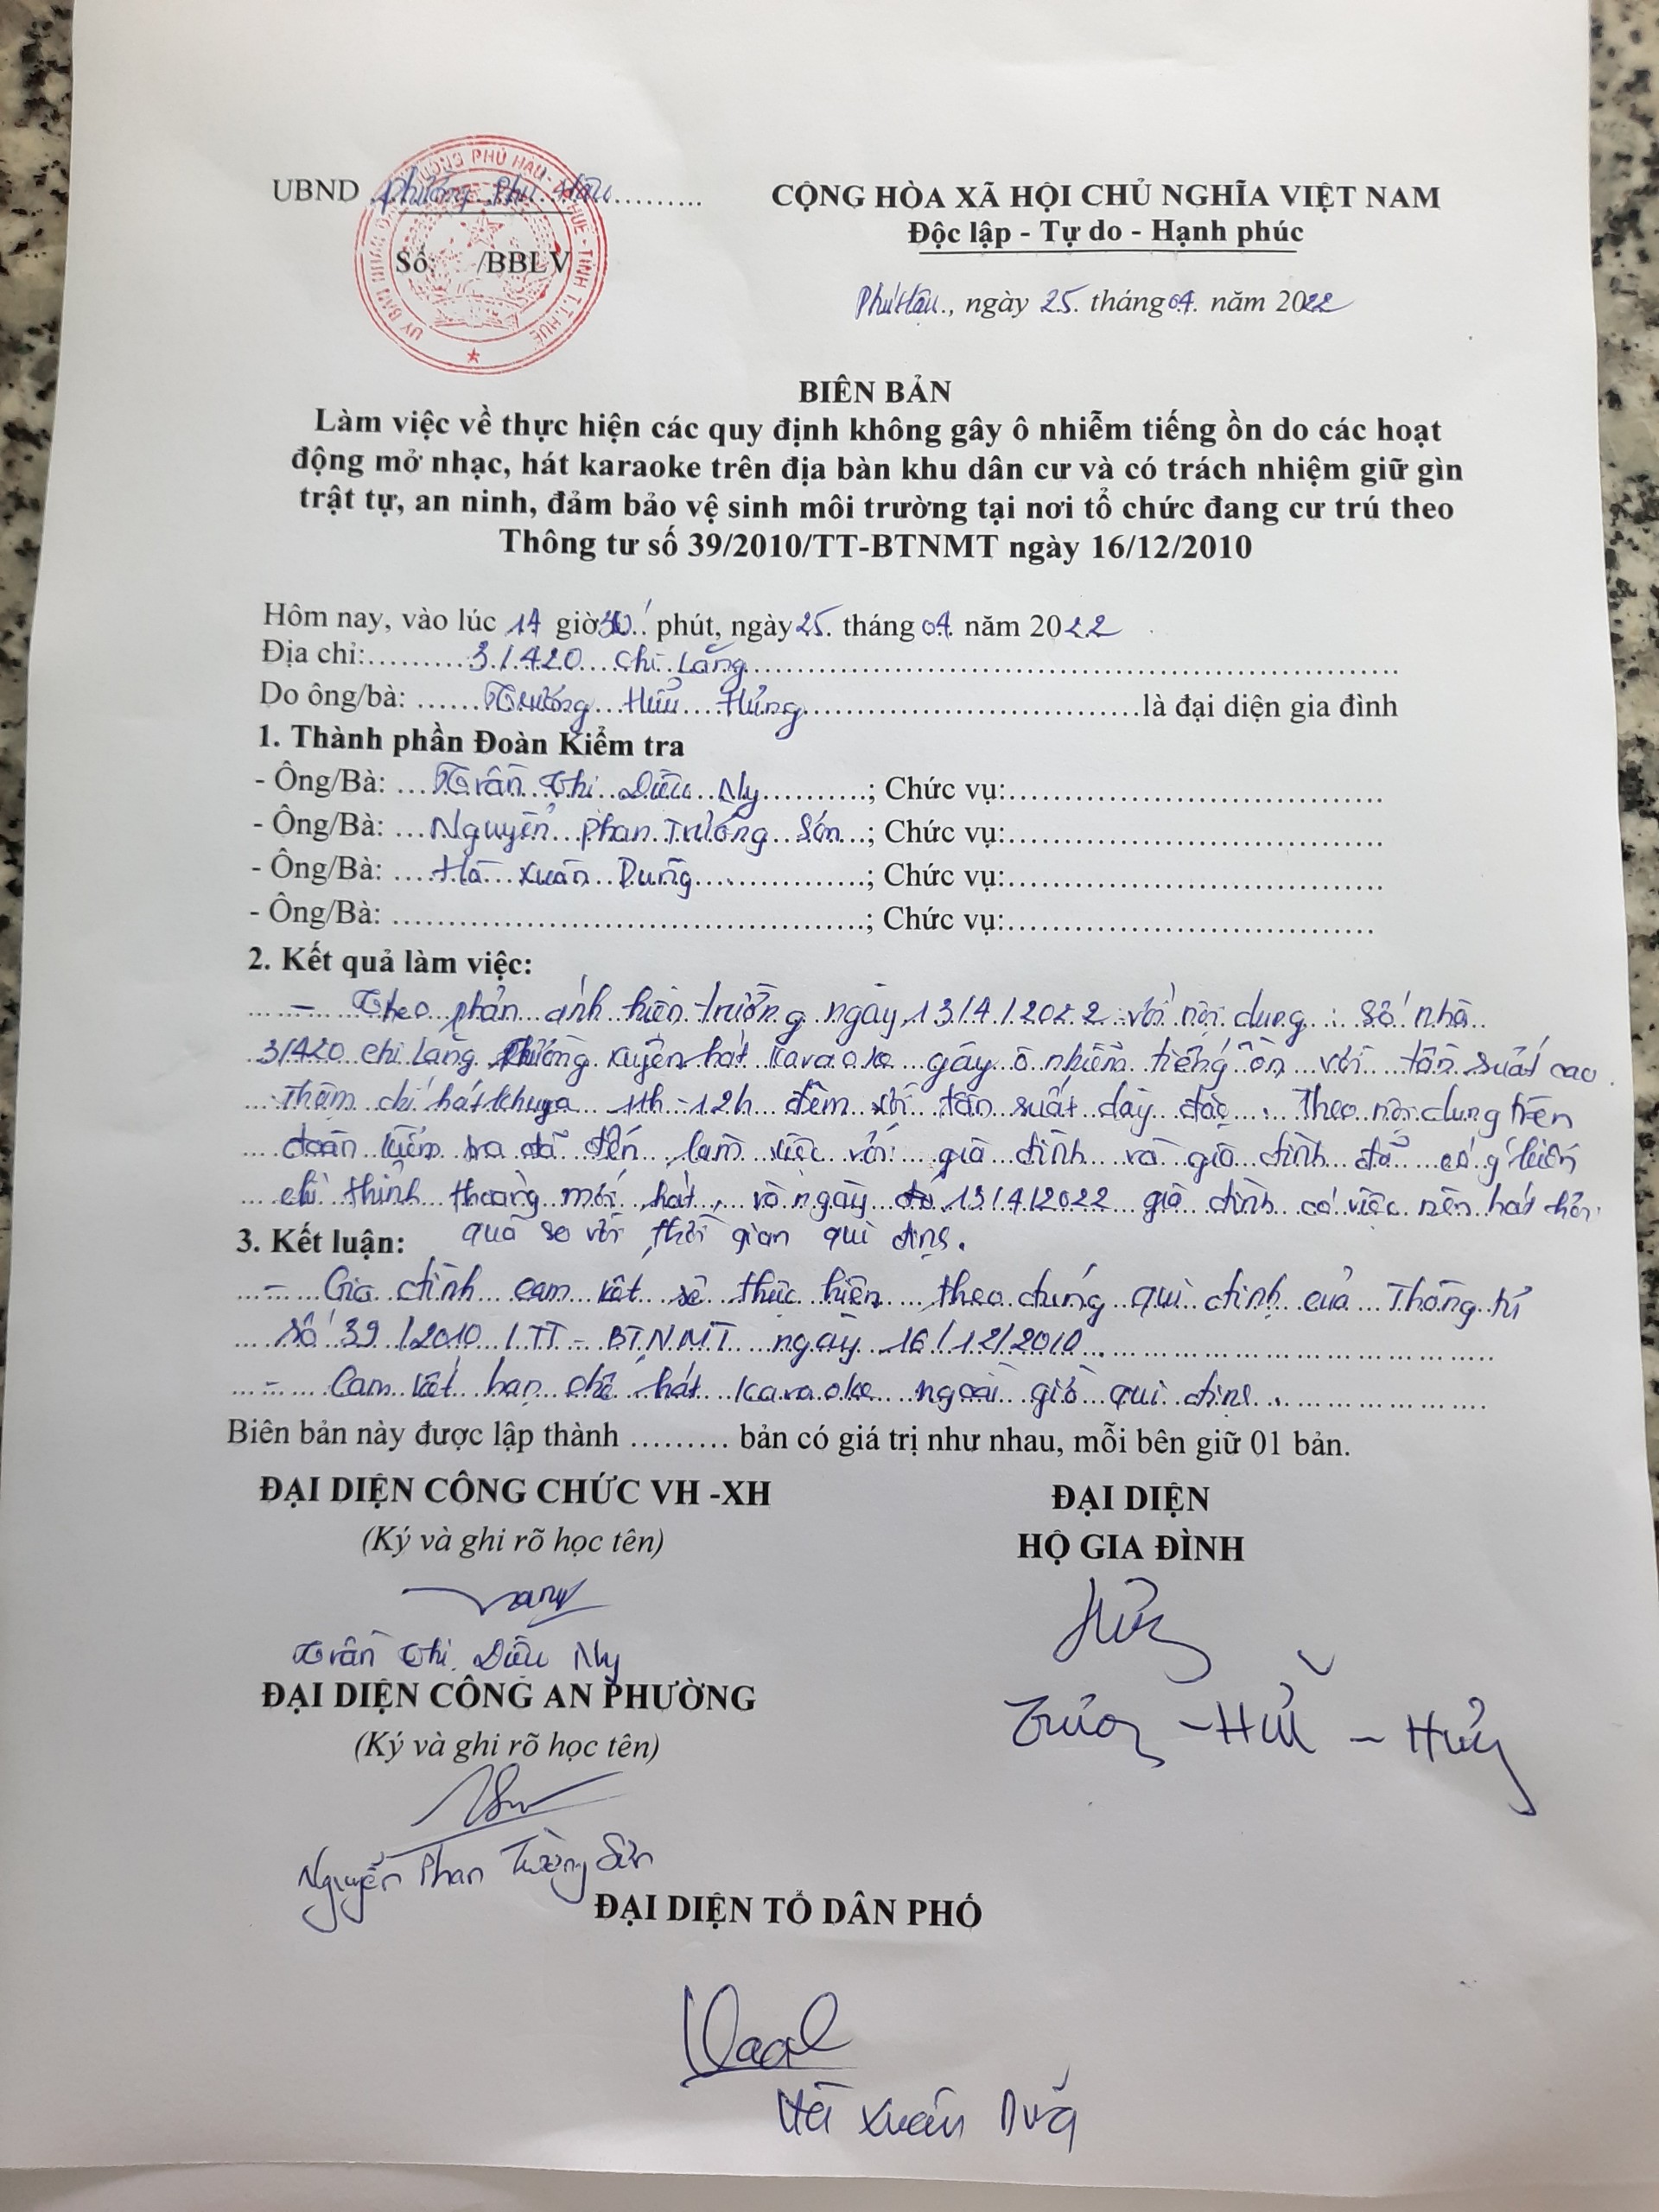 UBND phường Phú Hậu
CỘNG HÒA XÃ HỘI CHỦ NGHĨA VIỆT NAM
Độc lập - Tự do - Hạnh phúc
Số: /BBLV
Phú Hậu, ngày 25 tháng 04 năm 2022
BIÊN BẢN
Làm việc về thực hiện các quy định không gây ô nhiễm tiếng ồn do các hoạt
động mở nhạc, hát karaoke trên địa bàn khu dân cư và có trách nhiệm giữ gìn
trật tự, an ninh, đảm bảo vệ sinh môi trường tại nơi tổ chức đang cư trú theo
Thông tư số 39/2010/TT-BTNMT ngày 16/12/2010
Hôm nay, vào lúc 14 giờ 30 phút, ngày 25 tháng 04 năm 2022
Địa chỉ: 3/420 Chi Lăng
Do ông/bà: Trương Hữu Hùng là đại diện gia đình
1. Thành phần Đoàn Kiểm tra
- Ông/Bà: Trần Thị Diệu Ny; Chức vụ:
- Ông/Bà: Nguyễn Phan Trường Sơn; Chức vụ:
- Ông/Bà: Hà Xuân Dũng; Chức vụ:
- Ông/Bà: ; Chức vụ:
2. Kết quả làm việc:
- Theo phản ánh hiện trường ngày 13/4/2022 với nội dung: Số nhà
3/420 Chi Lăng thường xuyên hát karaoke gây ô nhiễm tiếng ồn với tần suất cao
thậm chí hát khuya 11h-12h đêm với tần suất dày đặc. Theo nội dung trên
đoàn kiểm tra đã đến làm việc với gia đình và gia đình đã có ý kiến
chỉ thỉnh thoảng mới hát, và ngày 13/4/2022 gia đình có việc nên hát hơi
quá so với thời gian qui định.
3. Kết luận:
- Gia đình cam kết sẽ thực hiện theo đúng qui định của Thông tư
số 39/2010/TT-BTNMT ngày 16/12/2010
- Cam kết hạn chế hát karaoke ngoài giờ qui định.
Biên bản này được lập thành ......... bản có giá trị như nhau, mỗi bên giữ 01 bản.
ĐẠI DIỆN CÔNG CHỨC VH -XH
(Ký và ghi rõ học tên)
ĐẠI DIỆN
HỘ GIA ĐÌNH
Trần Thị Diệu Ny
ĐẠI DIỆN CÔNG AN PHƯỜNG
(Ký và ghi rõ học tên)
Trương - Hữu - Hùng
Nguyễn Phan Trường Sơn
ĐẠI DIỆN TỔ DÂN PHỐ
Hà Xuân Dũng